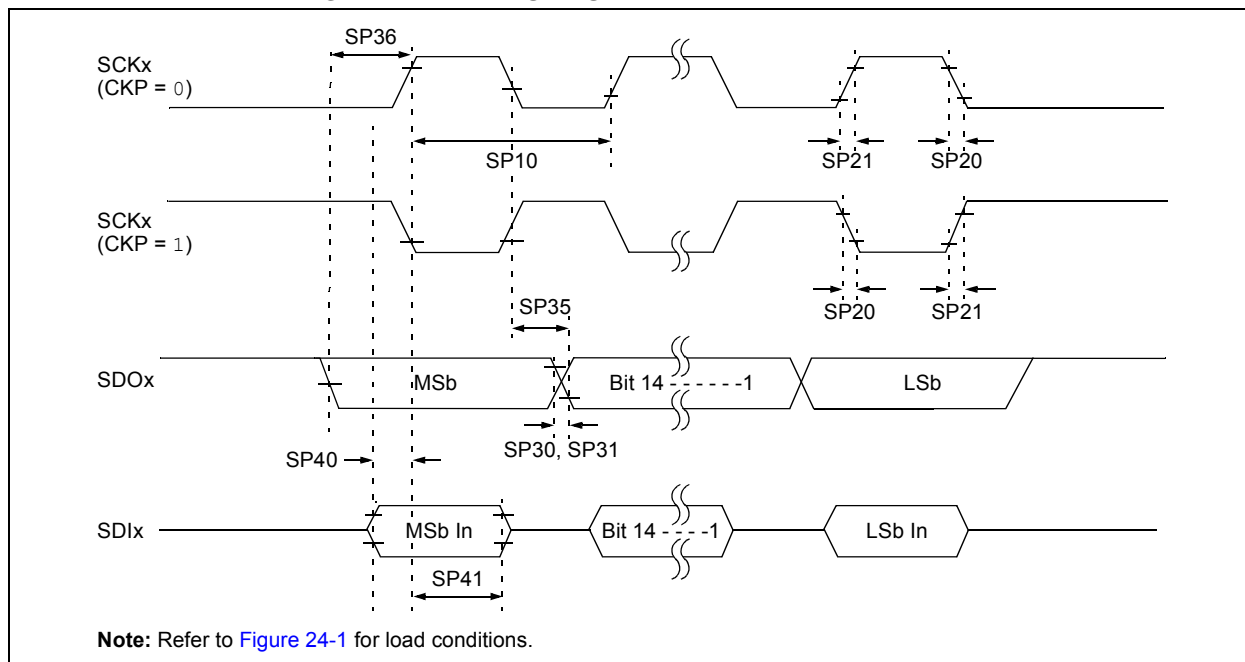 SP36
SCKx
(CKP = 0)
SP10
SP21
SP20
SCKx
(CKP = 1)
SP35
SP20
SP21
SDOx
MSb
Bit 14 - - - - - -1
LSb
SP40
SP30, SP31
SDIx
MSb In
Bit 14 - - - -1
LSb In
SP41
Note: Refer to Figure 24-1 for load conditions.